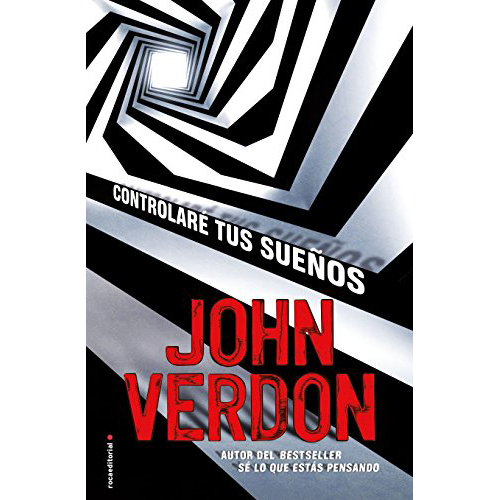 CONTROLARÉ TUS SUEÑOS
JOHN
VERDON
AUTOR DEL BESTSELLER
SÉ LO QUE ESTÁS PENSANDO
rocaeditorial